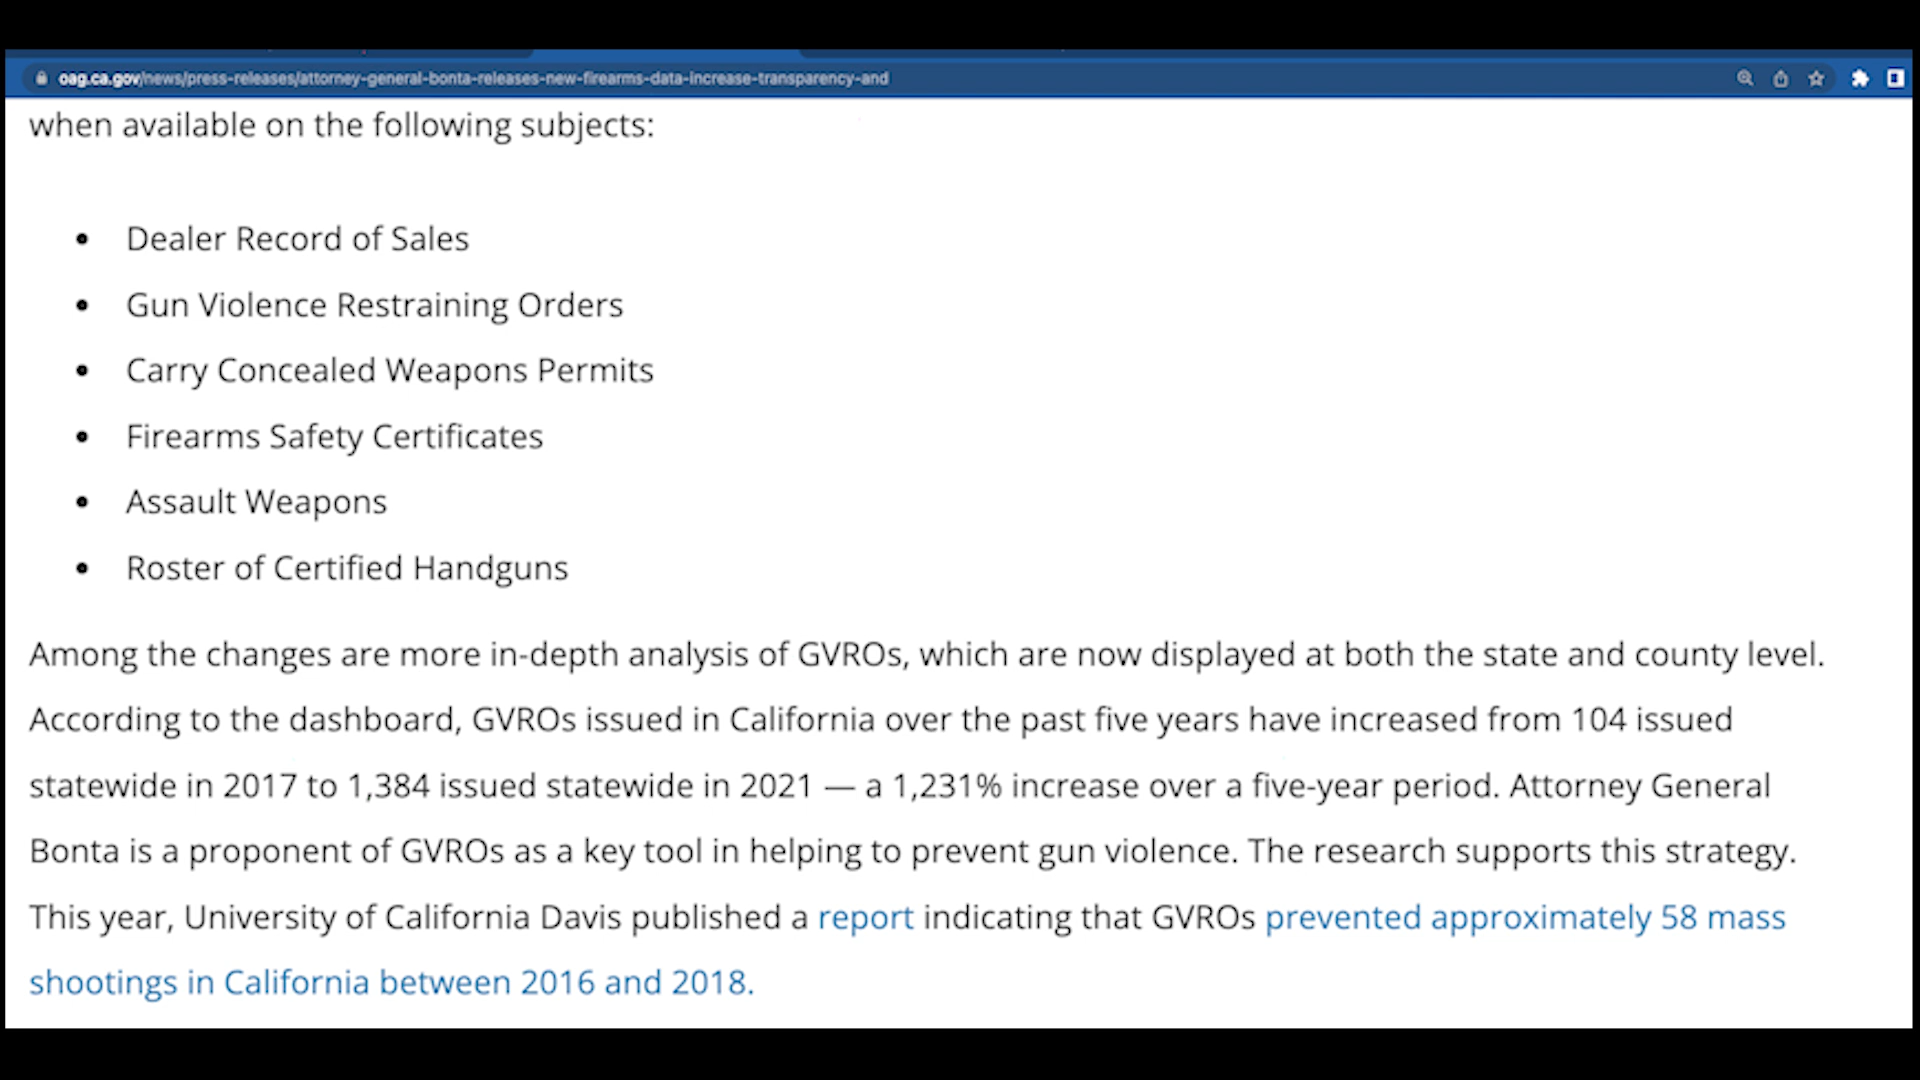 oag.ca.gov/news/press-releases/attorney-general-bonta-releases-new-firearms-data-increase-transparency-and
when available on the following subjects:
• Dealer Record of Sales
• Gun Violence Restraining Orders
• Carry Concealed Weapons Permits
• Firearms Safety Certificates
• Assault Weapons
• Roster of Certified Handguns
Among the changes are more in-depth analysis of GVROs, which are now displayed at both the state and county level.
According to the dashboard, GVROs issued in California over the past five years have increased from 104 issued
statewide in 2017 to 1,384 issued statewide in 2021 — a 1,231% increase over a five-year period. Attorney General
Bonta is a proponent of GVROs as a key tool in helping to prevent gun violence. The research supports this strategy.
This year, University of California Davis published a report indicating that GVROs prevented approximately 58 mass
shootings in California between 2016 and 2018.